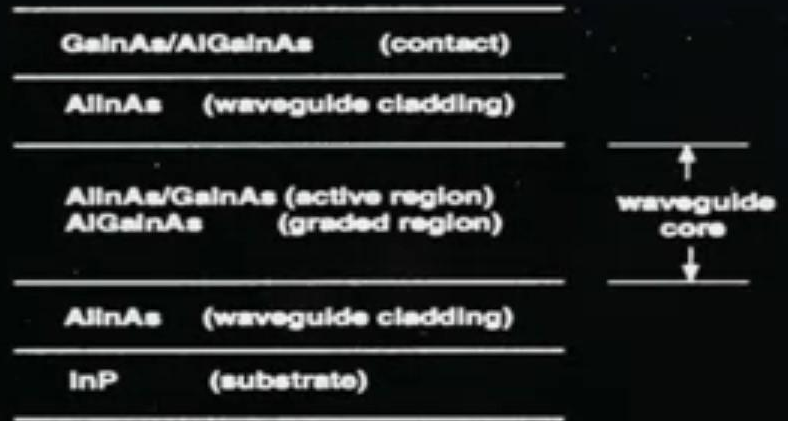 GaInAs/AlGaInAs (contact)
AlInAs (waveguide cladding)
AlInAs/GaInAs (active region)
AlGaInAs (graded region)
waveguide
core
AlInAs (waveguide cladding)
InP (substrate)